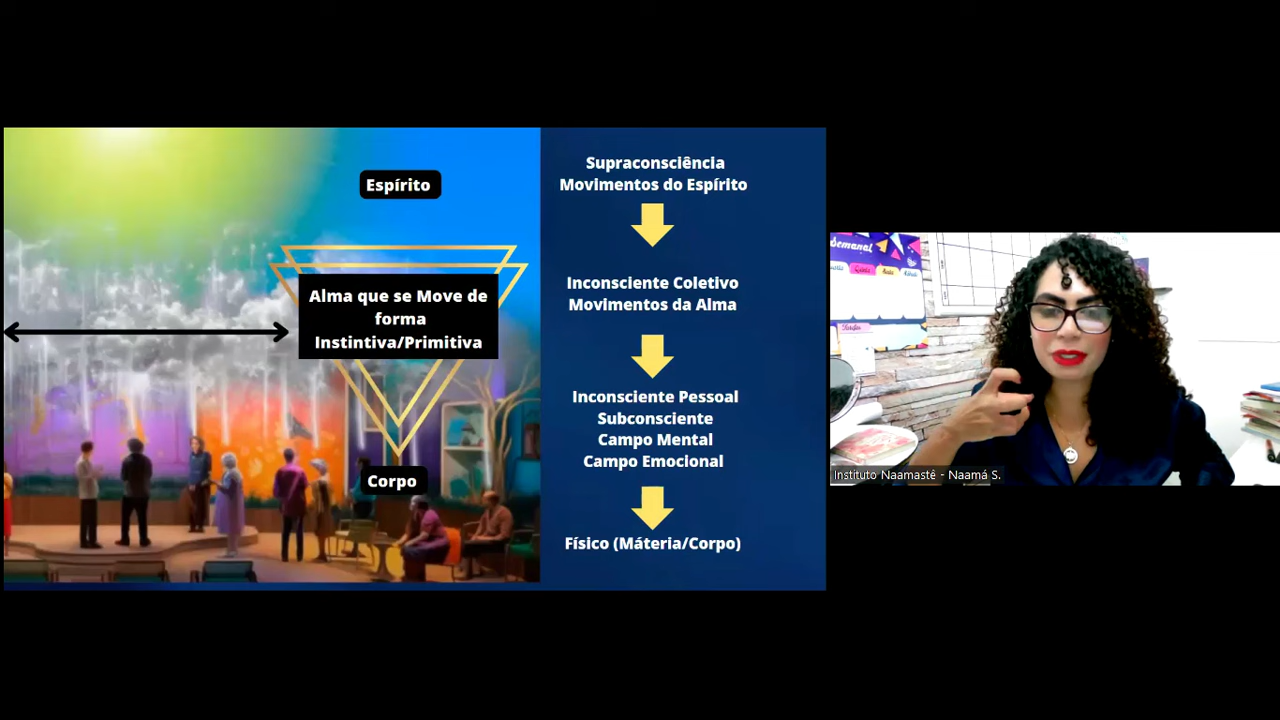 Espírito
Alma que se Move de
forma
Instintiva/Primitiva
Corpo
Supraconsciência
Movimentos do Espírito
Inconsciente Coletivo
Movimentos da Alma
Inconsciente Pessoal
Subconsciente
Campo Mental
Campo Emocional
Físico (Máteria/Corpo)
Semanal
Instituto Naamastê - Naamá S.